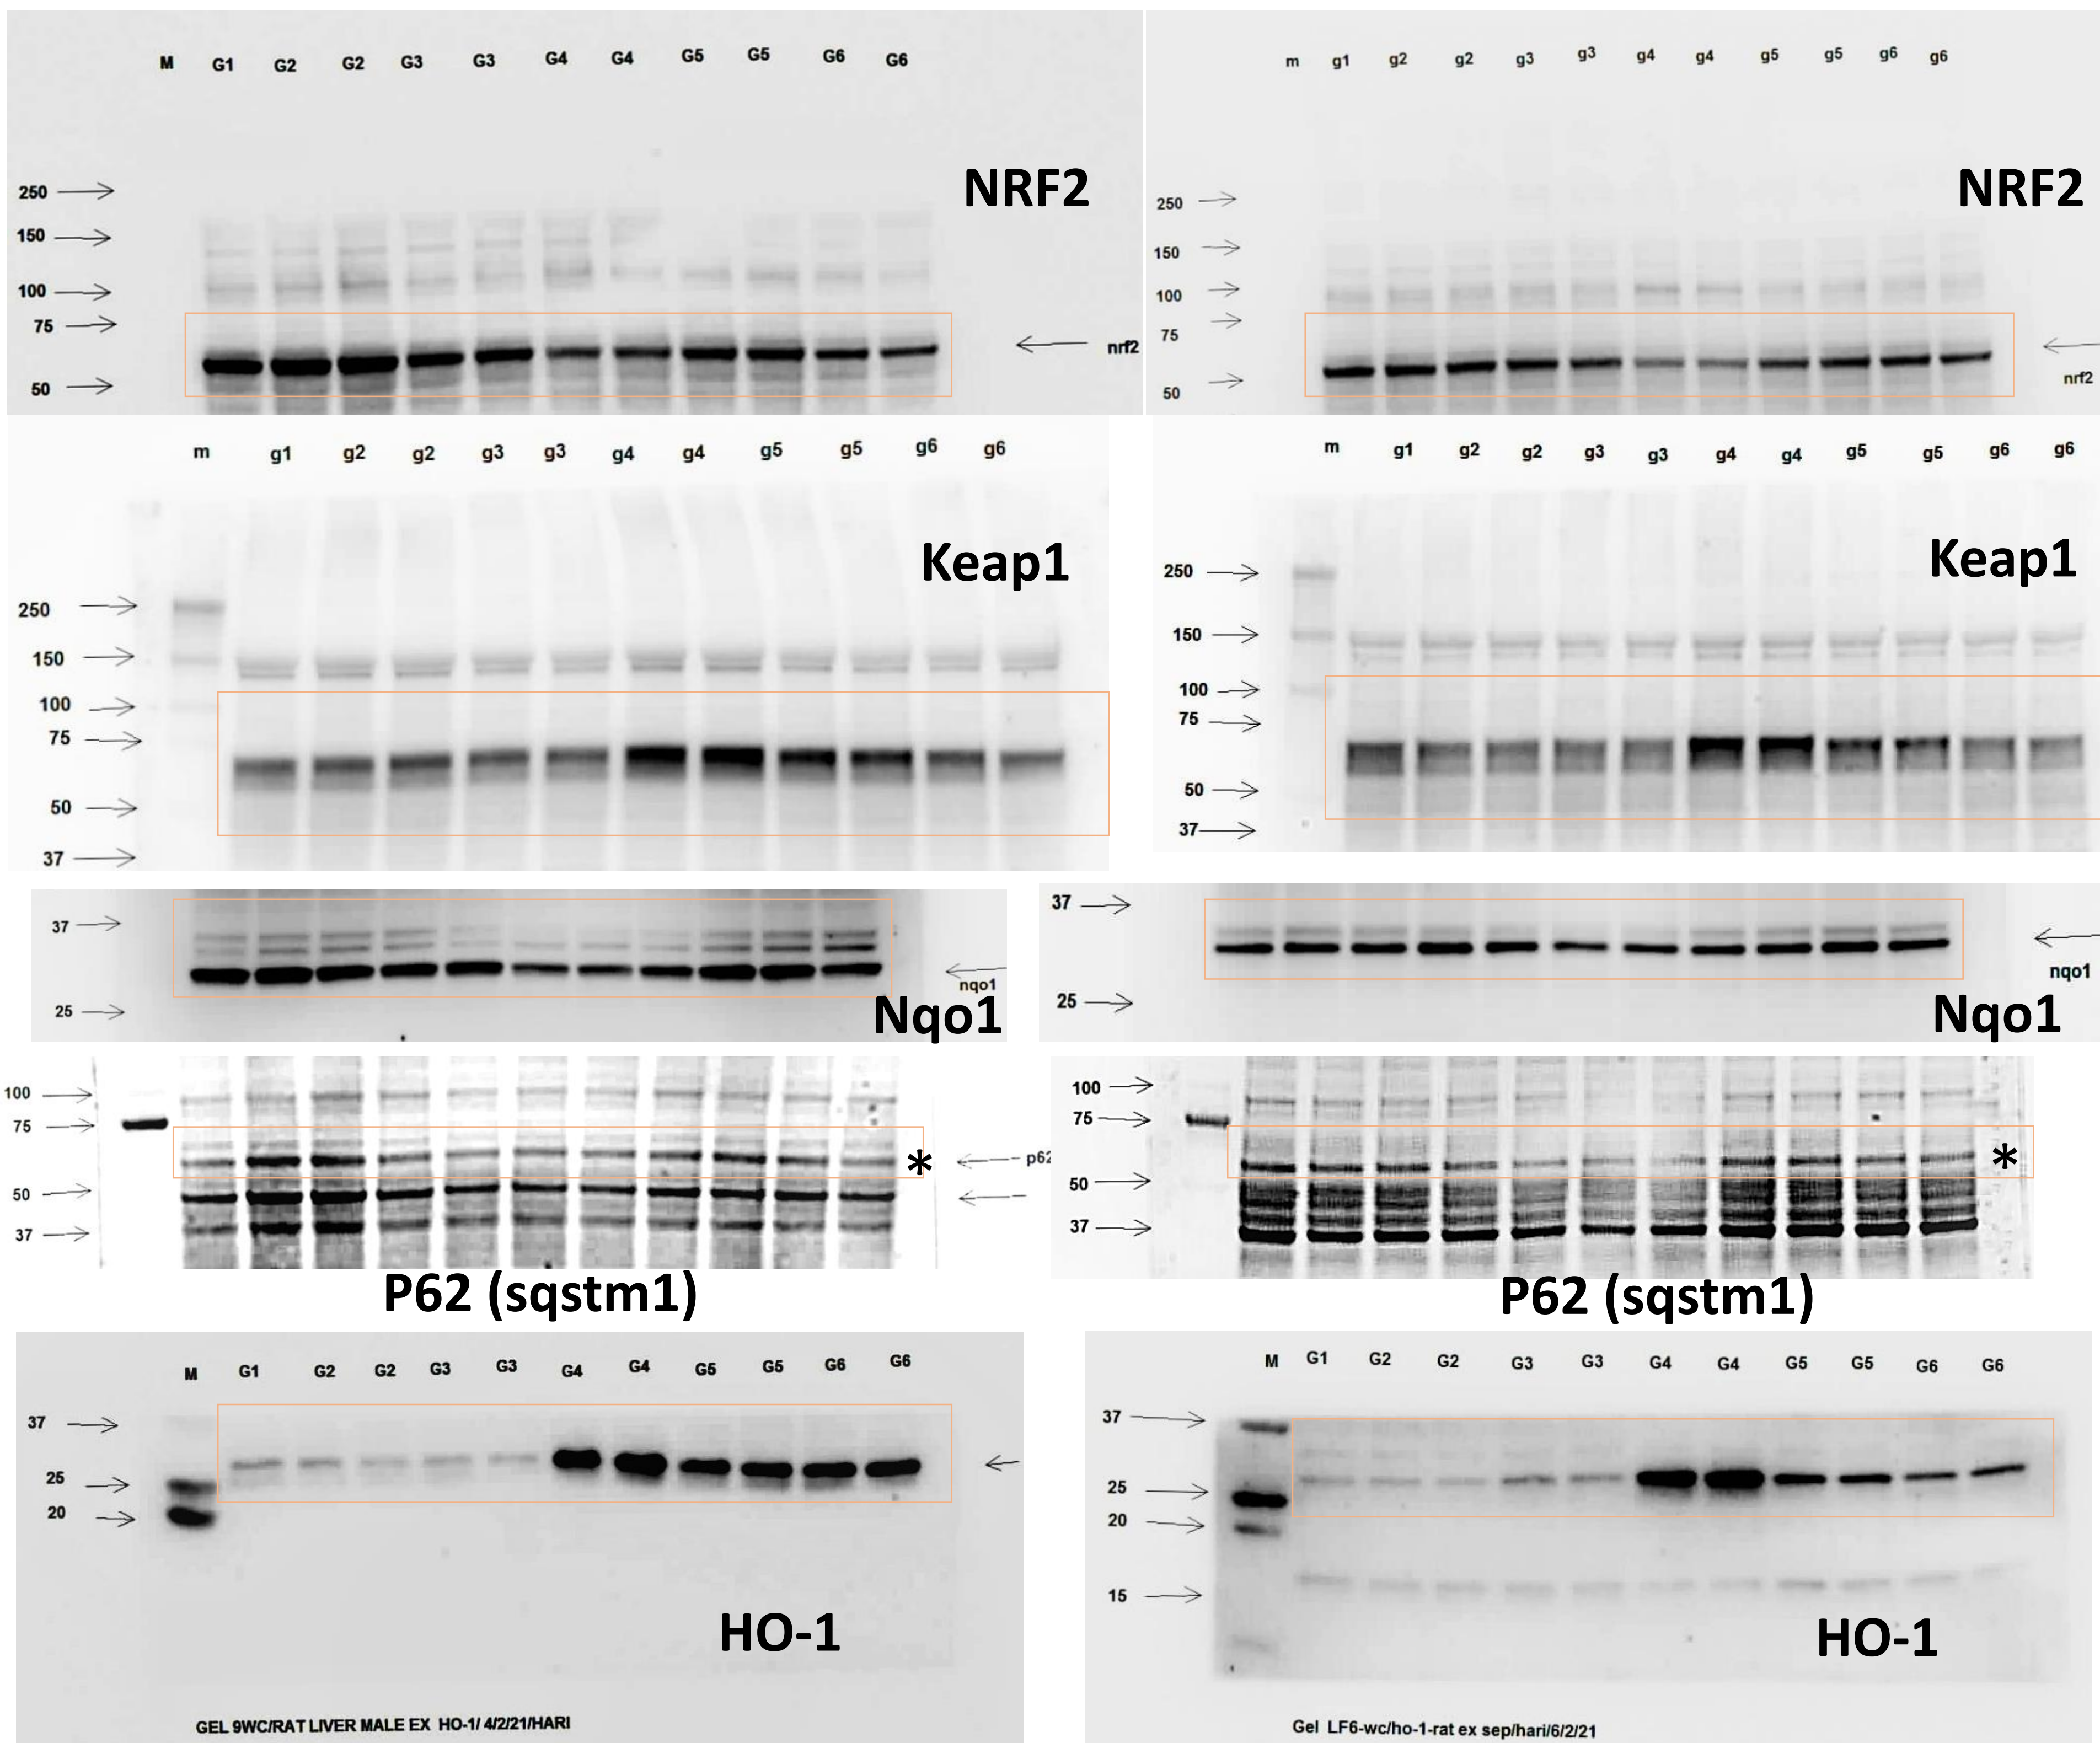 M G1 G2 G2 G3 G3 G4 G4 G5 G5 G6 G6
NRF2
250
150
100
75
50
nrf2
m g1 g2 g2 g3 g3 g4 g4 g5 g5 g6 g6
NRF2
250
150
100
75
50
nrf2
m g1 g2 g2 g3 g3 g4 g4 g5 g5 g6 g6
Keap1
250
150
100
75
50
37
m g1 g2 g2 g3 g3 g4 g4 g5 g5 g6 g6
Keap1
250
150
100
75
50
37
37
25
nqo1
Nqo1
37
25
nqo1
Nqo1
100
75
50
37
* p62
P62 (sqstm1)
100
75
50
37
*
P62 (sqstm1)
M G1 G2 G2 G3 G3 G4 G4 G5 G5 G6 G6
37
25
20
HO-1
GEL 9WC/RAT LIVER MALE EX HO-1/ 4/2/21/HARI
M G1 G2 G2 G3 G3 G4 G4 G5 G5 G6 G6
37
25
20
15
HO-1
Gel LF6-wc/ho-1-rat ex sep/hari/6/2/21